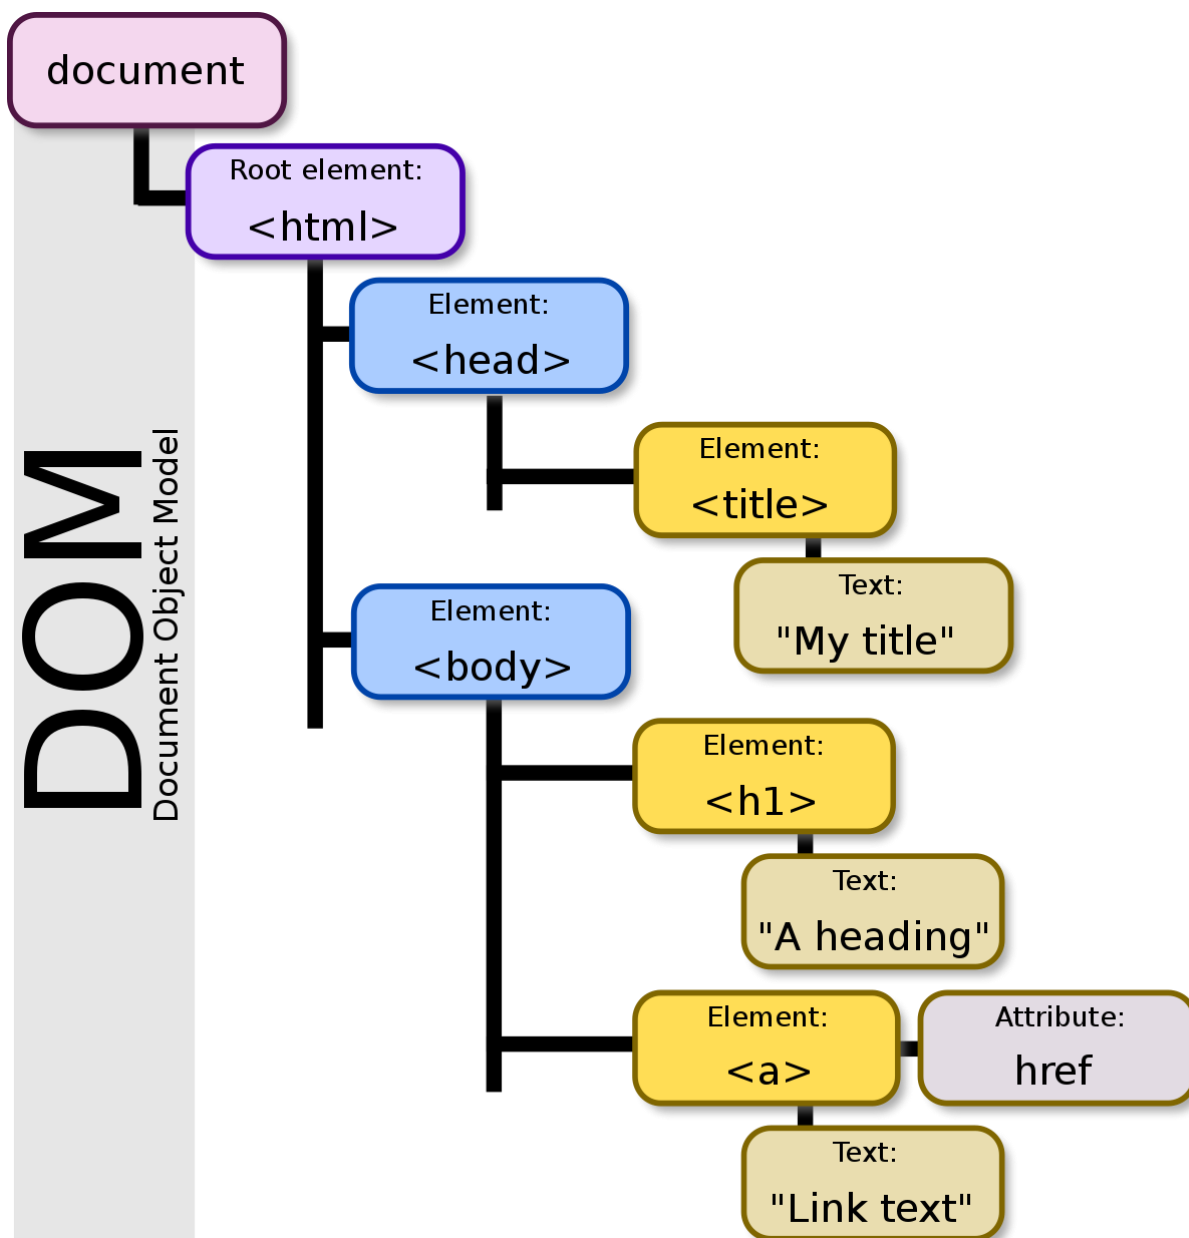 document
Root element:
<html>
Element:
<head>
Element:
<title>
Text:
"My title"
Element:
<body>
Element:
<h1>
Text:
"A heading"
Element:
<a>
Attribute:
href
Text:
"Link text"
DOM
Document Object Model